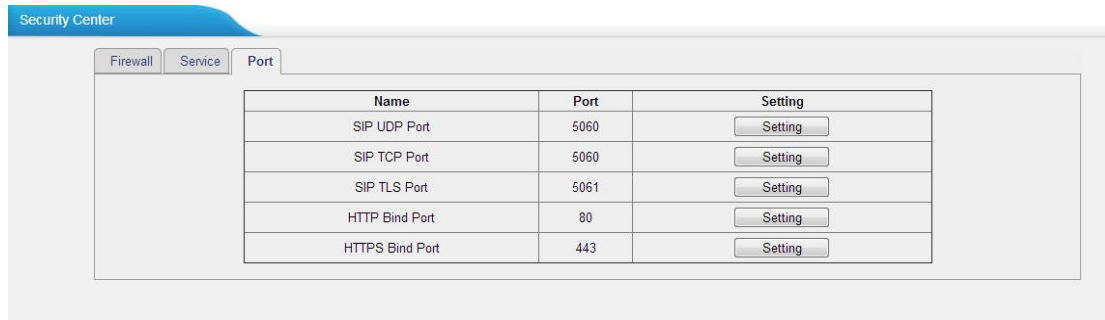 Security Center
Firewall Service Port
Name Port Setting
SIP UDP Port 5060 Setting
SIP TCP Port 5060 Setting
SIP TLS Port 5061 Setting
HTTP Bind Port 80 Setting
HTTPS Bind Port 443 Setting